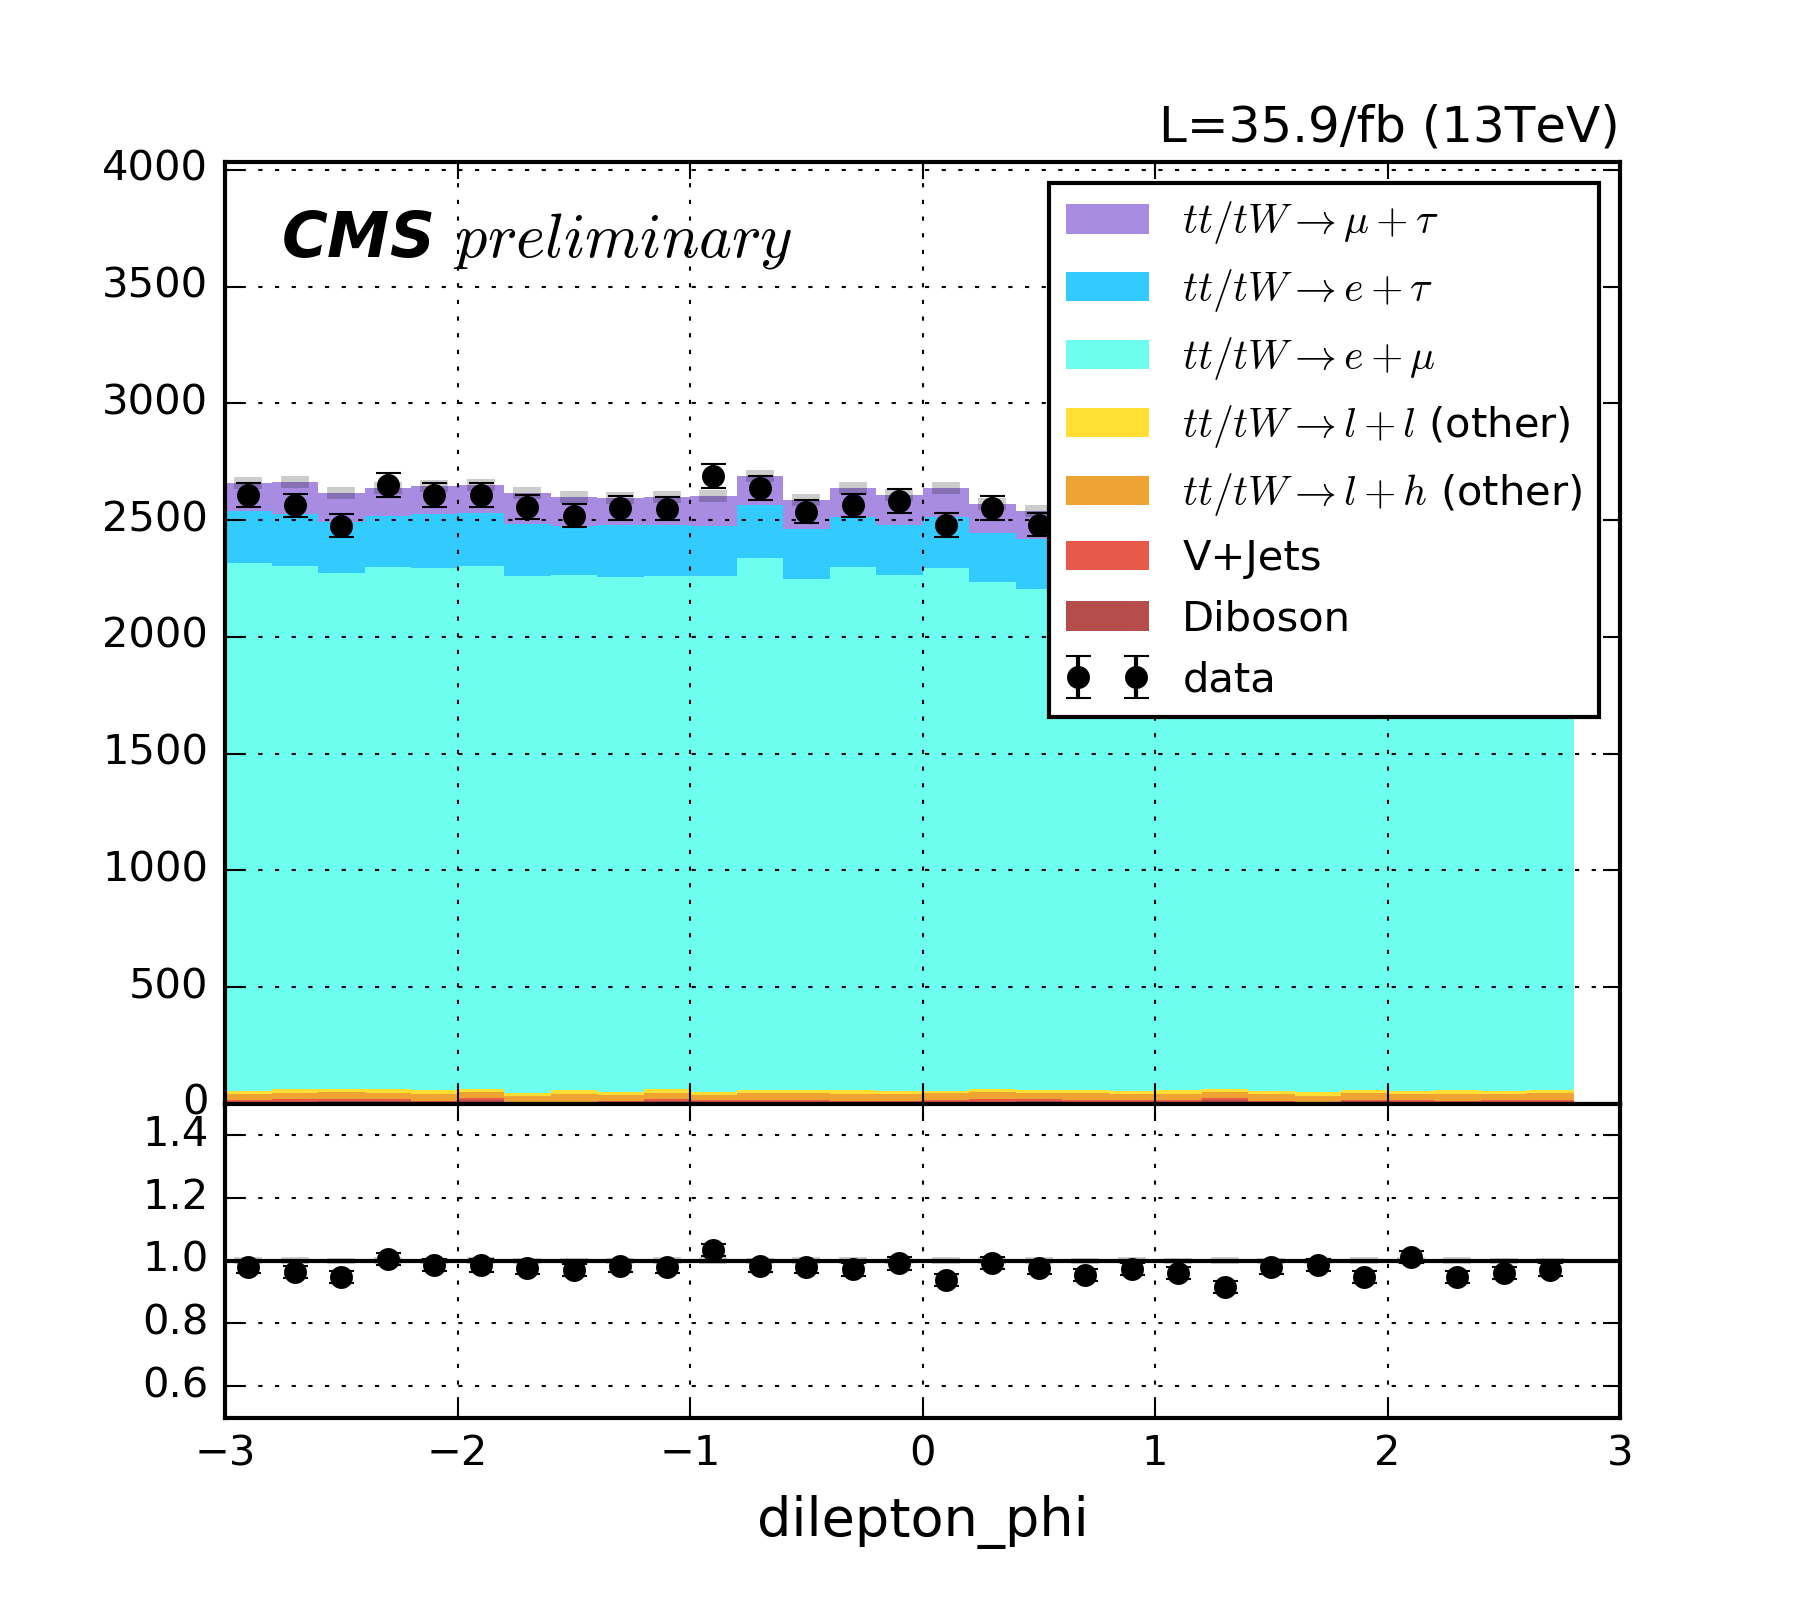 L=35.9/fb (13TeV)
CMS preliminary
4000
3500
3000
2500
2000
1500
1000
500
0
tt/tW→μ+τ
tt/tW→e+τ
tt/tW→e+μ
tt/tW→l+l (other)
tt/tW→l+h (other)
V+Jets
Diboson
data
1.4
1.2
1.0
0.8
0.6
−3 −2 −1 0 1 2 3
dilepton_phi